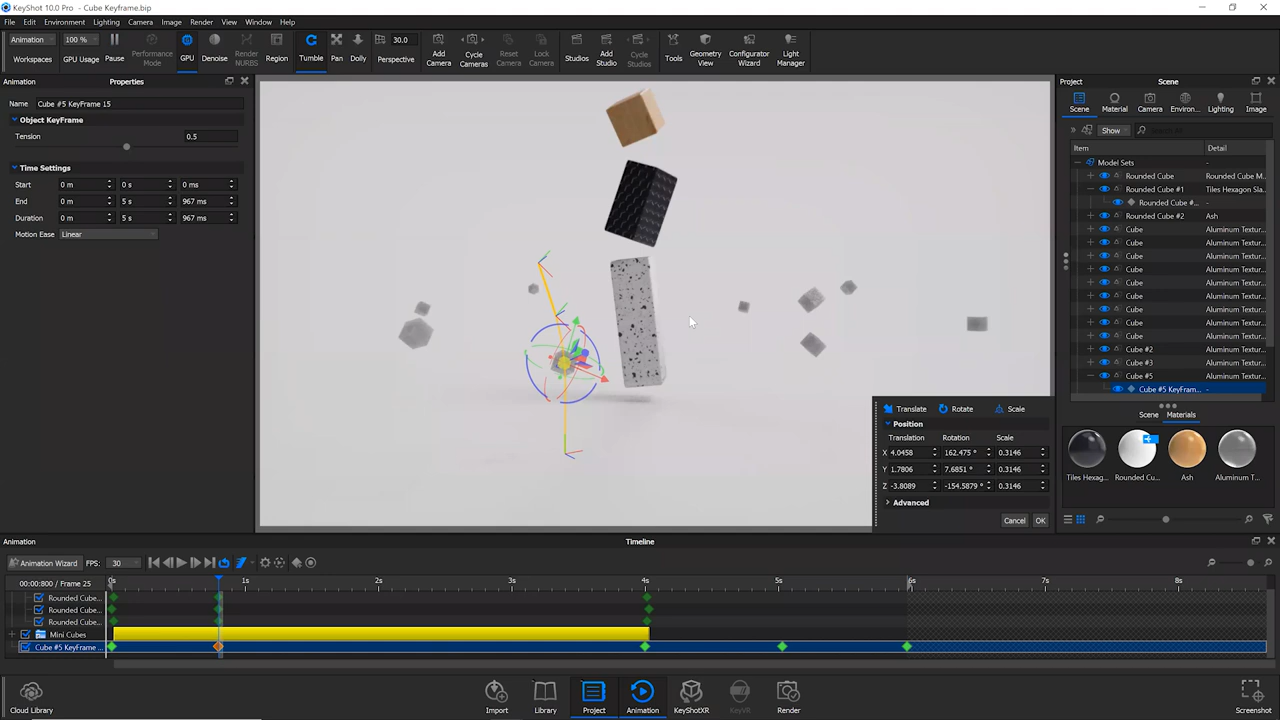 KeyShot 10.0 Pro - Cube Keyframe.bip
File Edit Environment Lighting Camera Image Render View Window Help
Animation 100 % 30.0
Workspaces GPU Usage Pause Performance Mode GPU Denoise Render NURBS Region Tumble Pan Dolly Perspective Add Camera Cycle Cameras Reset Camera Lock Camera Studios Add Studio Cycle Studios Tools Geometry View Configurator Wizard Light Manager
Animation Properties
Name Cube #5 KeyFrame 15
Object KeyFrame
Tension 0.5
Time Settings
Start 0 m 0 s 0 ms
End 0 m 5 s 967 ms
Duration 0 m 5 s 967 ms
Motion Ease Linear
Project Scene
Scene Material Camera Environ... Lighting Image
Show
Item Detail
Model Sets -
Rounded Cube Rounded Cube M...
Rounded Cube #1 Tiles Hexagon Sla...
Rounded Cube #... -
Rounded Cube #2 Ash
Cube Aluminum Textur...
Cube Aluminum Textur...
Cube Aluminum Textur...
Cube Aluminum Textur...
Cube Aluminum Textur...
Cube Aluminum Textur...
Cube Aluminum Textur...
Cube Aluminum Textur...
Cube Aluminum Textur...
Cube #2 Aluminum Textur...
Cube #3 Aluminum Textur...
Cube #5 Aluminum Textur...
Cube #5 KeyFram... -
Translate Rotate Scale
Position
Translation Rotation Scale
X 4.0458 162.475 ° 0.3146
Y 1.7806 7.6851 ° 0.3146
Z -3.8089 -154.5879 ° 0.3146
Advanced
Cancel OK
Scene Materials
Tiles Hexag... Rounded Cu... Ash Aluminum T...
Animation Timeline
Animation Wizard FPS: 30
00:00:800 / Frame 25 0s 1s 2s 3s 4s 5s 6s 7s 8s
Rounded Cube...
Rounded Cube...
Rounded Cube...
Mini Cubes
Cube #5 KeyFrame ...
Cloud Library Import Library Project Animation KeyShotXR KeyVR Render Screenshot